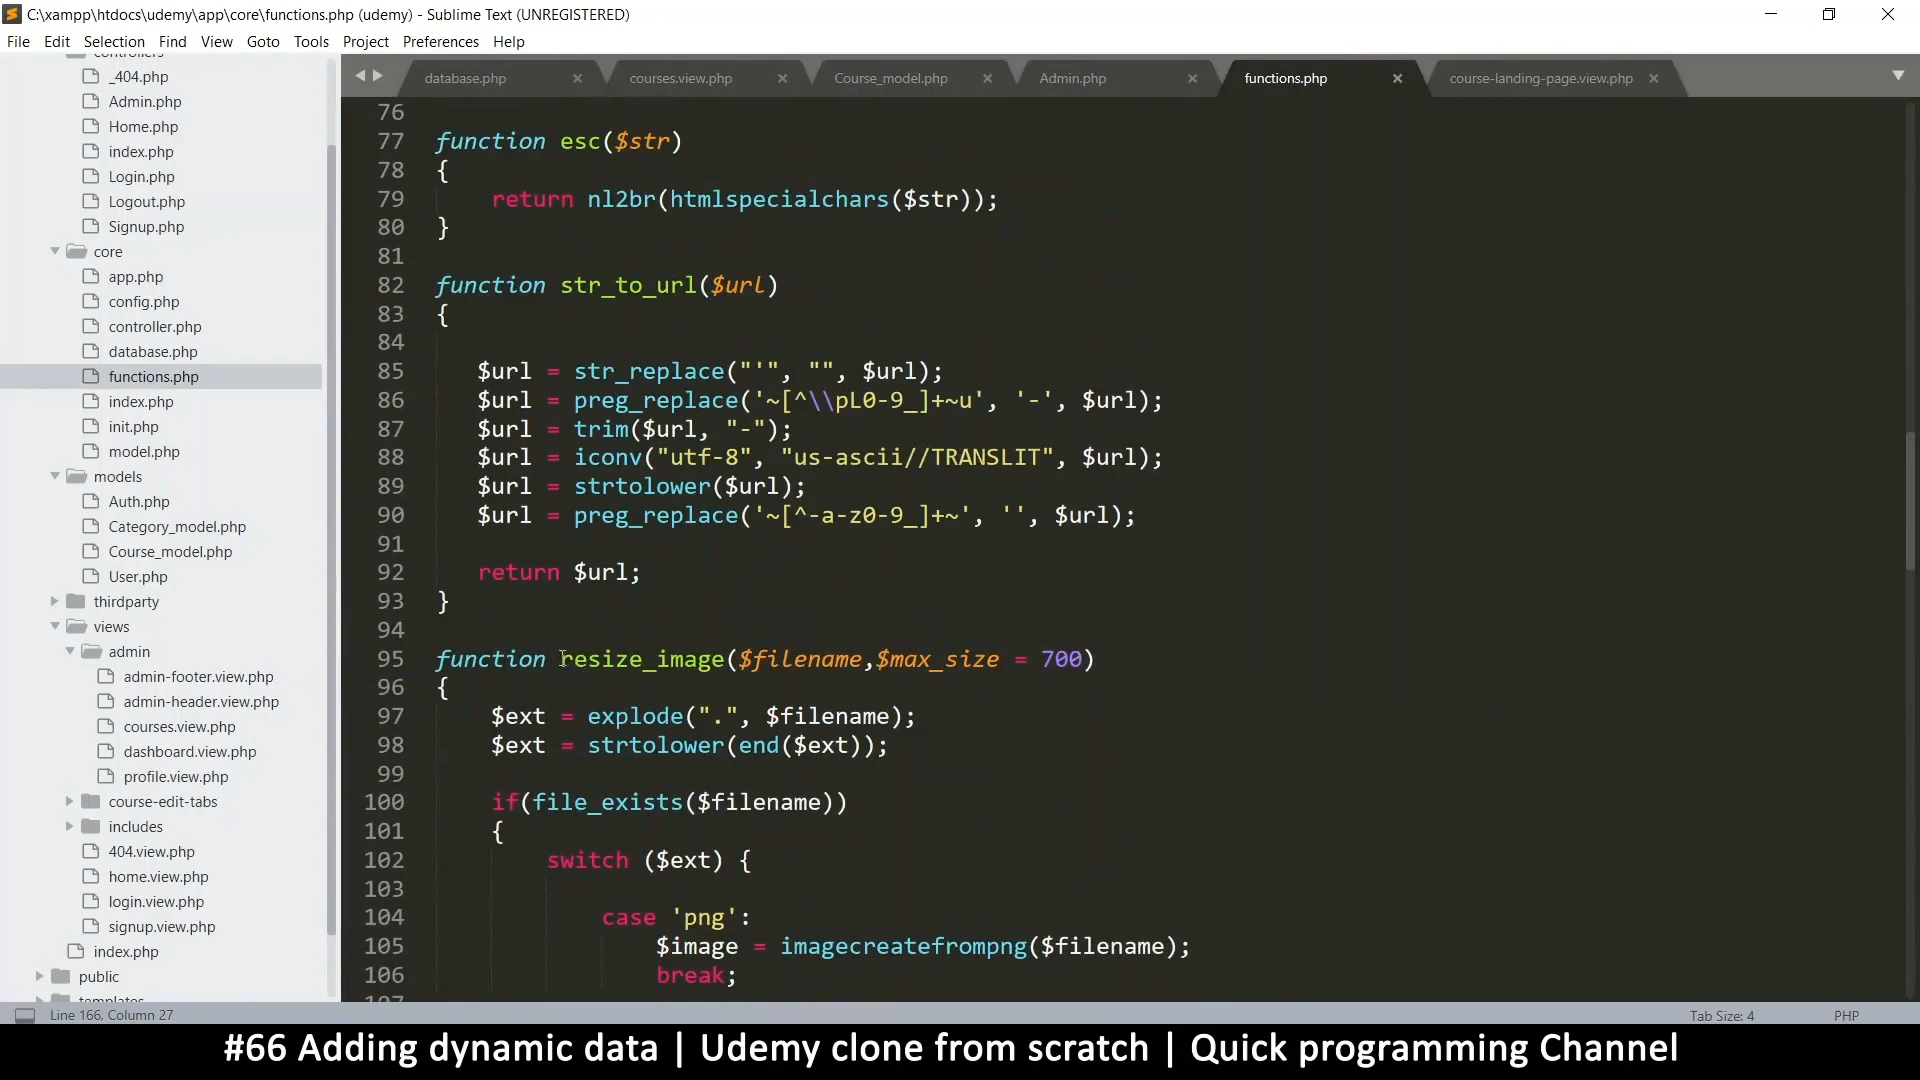 C:\xampp\htdocs\udemy\app\core\functions.php (udemy) - Sublime Text (UNREGISTERED)
File Edit Selection Find View Goto Tools Project Preferences Help
database.php courses.view.php Course_model.php Admin.php functions.php course-landing-page.view.php
controllers
_404.php
Admin.php
Home.php
index.php
Login.php
Logout.php
Signup.php
core
app.php
config.php
controller.php
database.php
functions.php
index.php
init.php
model.php
models
Auth.php
Category_model.php
Course_model.php
User.php
thirdparty
views
admin
admin-footer.view.php
admin-header.view.php
courses.view.php
dashboard.view.php
profile.view.php
course-edit-tabs
includes
404.view.php
home.view.php
login.view.php
signup.view.php
index.php
public
templates
76
77 function esc($str)
78 {
79 return nl2br(htmlspecialchars($str));
80 }
81
82 function str_to_url($url)
83 {
84
85 $url = str_replace("'", "", $url);
86 $url = preg_replace('~[^\\pL0-9_]+~u', '-', $url);
87 $url = trim($url, "-");
88 $url = iconv("utf-8", "us-ascii//TRANSLIT", $url);
89 $url = strtolower($url);
90 $url = preg_replace('~[^-a-z0-9_]+~', '', $url);
91
92 return $url;
93 }
94
95 function resize_image($filename,$max_size = 700)
96 {
97 $ext = explode(".", $filename);
98 $ext = strtolower(end($ext));
99
100 if(file_exists($filename))
101 {
102 switch ($ext) {
103
104 case 'png':
105 $image = imagecreatefrompng($filename);
106 break;
107
Line 166, Column 27 Tab Size: 4 PHP
#66 Adding dynamic data | Udemy clone from scratch | Quick programming Channel